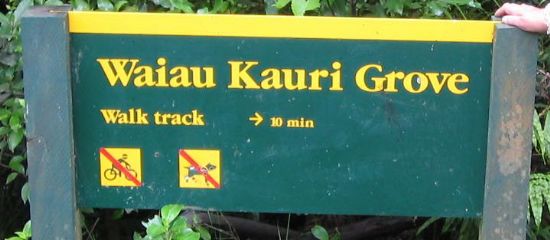 Waiau Kauri Grove
Walk track → 10 min